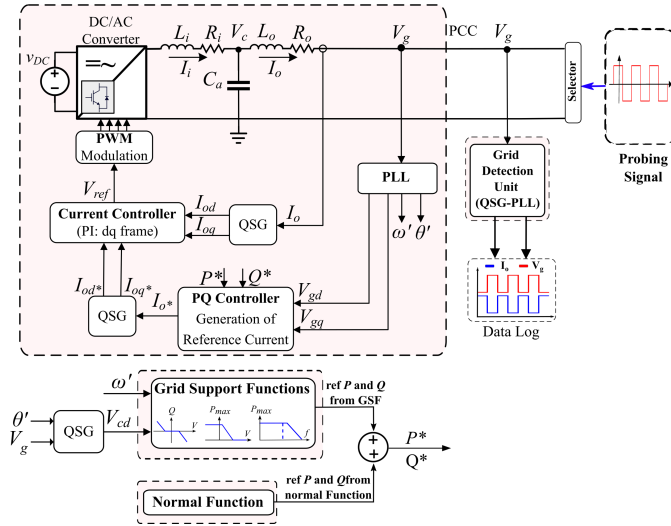 DC/AC
Converter
v_DC
=~
L_i
R_i
V_c
L_o
R_o
V_g
PCC
V_g
I_i
C_a
I_o
Selector
Probing
Signal
PWM
Modulation
V_ref
PLL
Grid
Detection
Unit
(QSG-PLL)
Current Controller
(PI: dq frame)
I_od
I_oq
QSG
I_o
ω'
θ'
I_o
V_g
Data Log
I_od*
I_oq*
QSG
I_o*
P*
Q*
PQ Controller
Generation of
Reference Current
V_gd
V_gq
ω'
Grid Support Functions
Q
V
P_max
V
P_max
f
ref P and Q
from GSF
θ'
V_g
QSG
V_cd
+
+
P*
Q*
ref P and Qfrom
normal Function
Normal Function